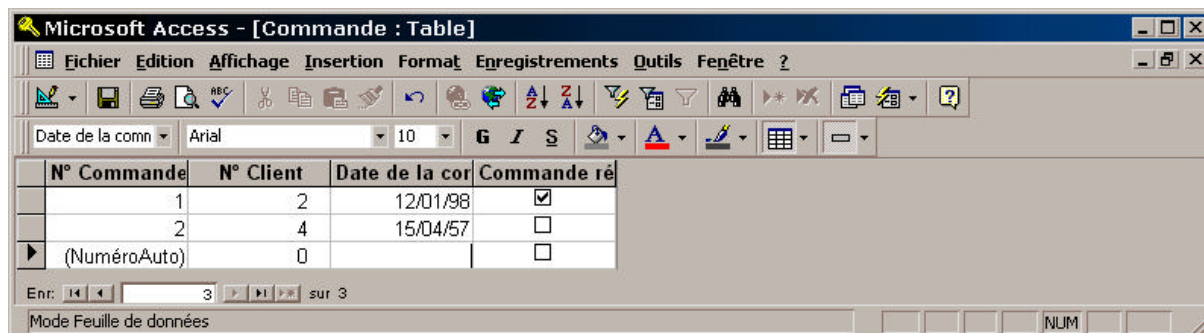 Microsoft Access - [Commande : Table]
Fichier Edition Affichage Insertion Format Enregistrements Outils Fenêtre ?
ABC
Date de la comn Arial 10 G I S A
N° Commande N° Client Date de la cor Commande ré
1 2 12/01/98
2 4 15/04/57
(NuméroAuto) 0
Enr: 3 sur 3
Mode Feuille de données NUM